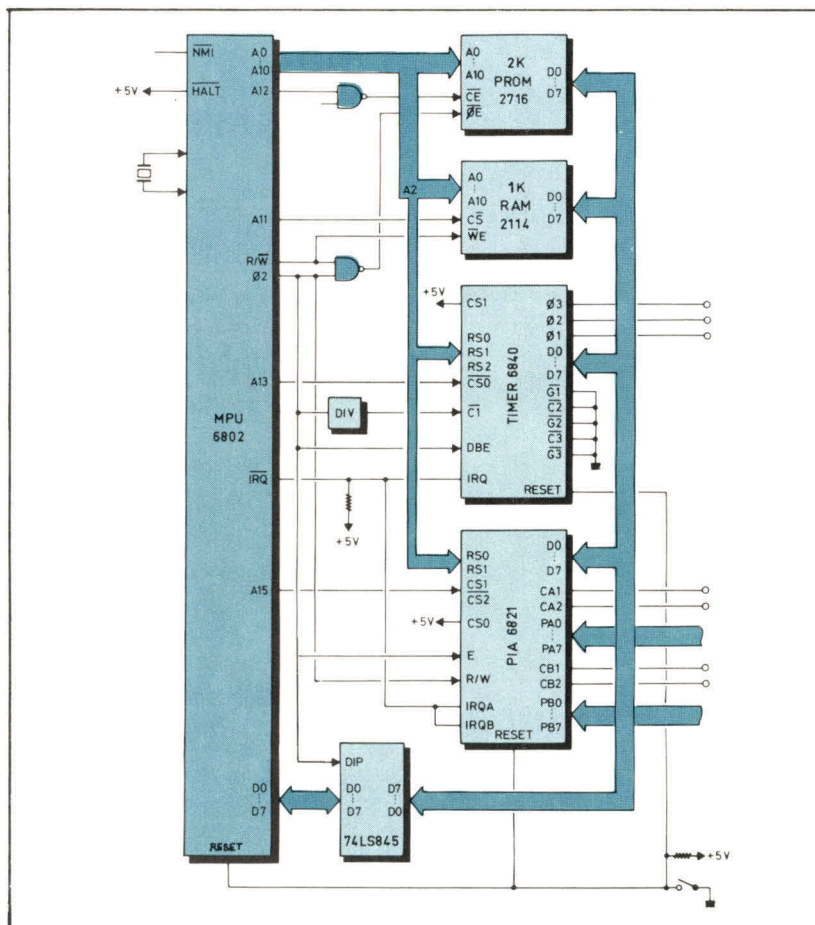 NMI
HALT
+5V
A0
A10
A12
A11
R/W
Ø2
A13
MPU
6802
IRQ
A15
D0
D7
RESET
A0
A10
CE
ØE
2K
PROM
2716
D0
D7
A2
A0
A10
CS
WE
1K
RAM
2114
D0
D7
+5V
CS1
RS0
RS1
RS2
CS0
DIV
C1
DBE
IRQ
TIMER 6840
Ø3
Ø2
Ø1
D0
D7
G1
C2
G2
C3
G3
RESET
+5V
RS0
RS1
CS1
CS2
+5V
CS0
E
R/W
IRQA
IRQB
PIA 6821
D0
D7
CA1
CA2
PA0
PA7
CB1
CB2
PB0
PB7
RESET
DIP
D0
D7
D7
D0
74LS845
+5V